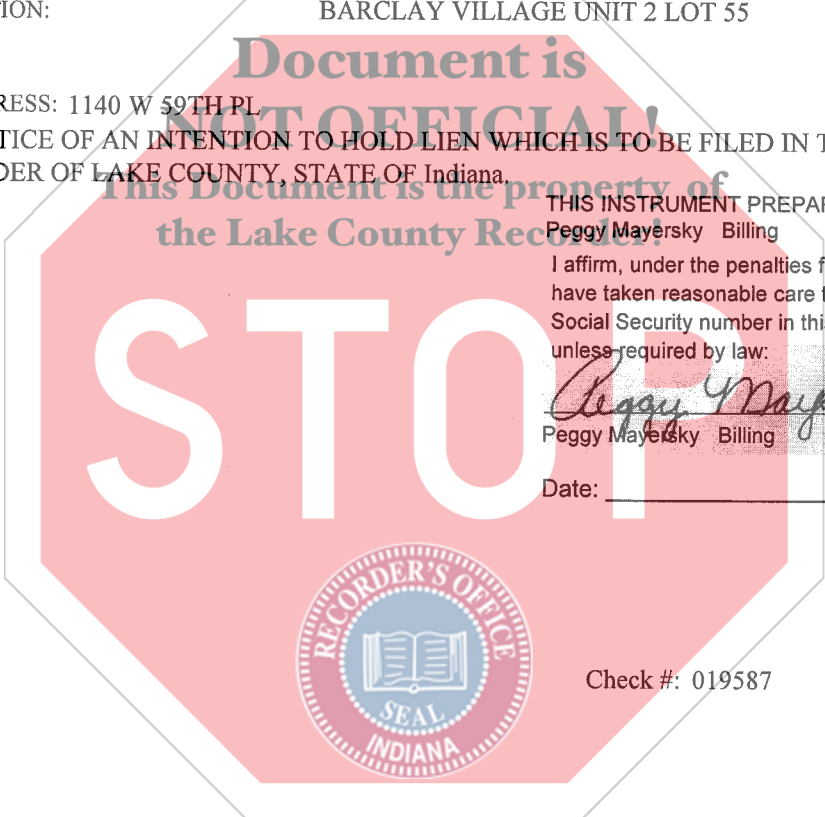 TION: BARCLAY VILLAGE UNIT 2 LOT 55
Document is
RESS: 1140 W 59TH PL
NOT OFFICIAL!
TICE OF AN INTENTION TO HOLD LIEN WHICH IS TO BE FILED IN T
DER OF LAKE COUNTY, STATE OF Indiana,
This Document is the property of
the Lake County Recorder!
THIS INSTRUMENT PREPAR
Peggy Mayersky Billing
I affirm, under the penalties f
have taken reasonable care t
Social Security number in this
unless required by law:
Peggy May
Peggy Mayersky Billing
Date:
STOP
RECORDER'S OFFICE
SEAL
INDIANA
Check #: 019587